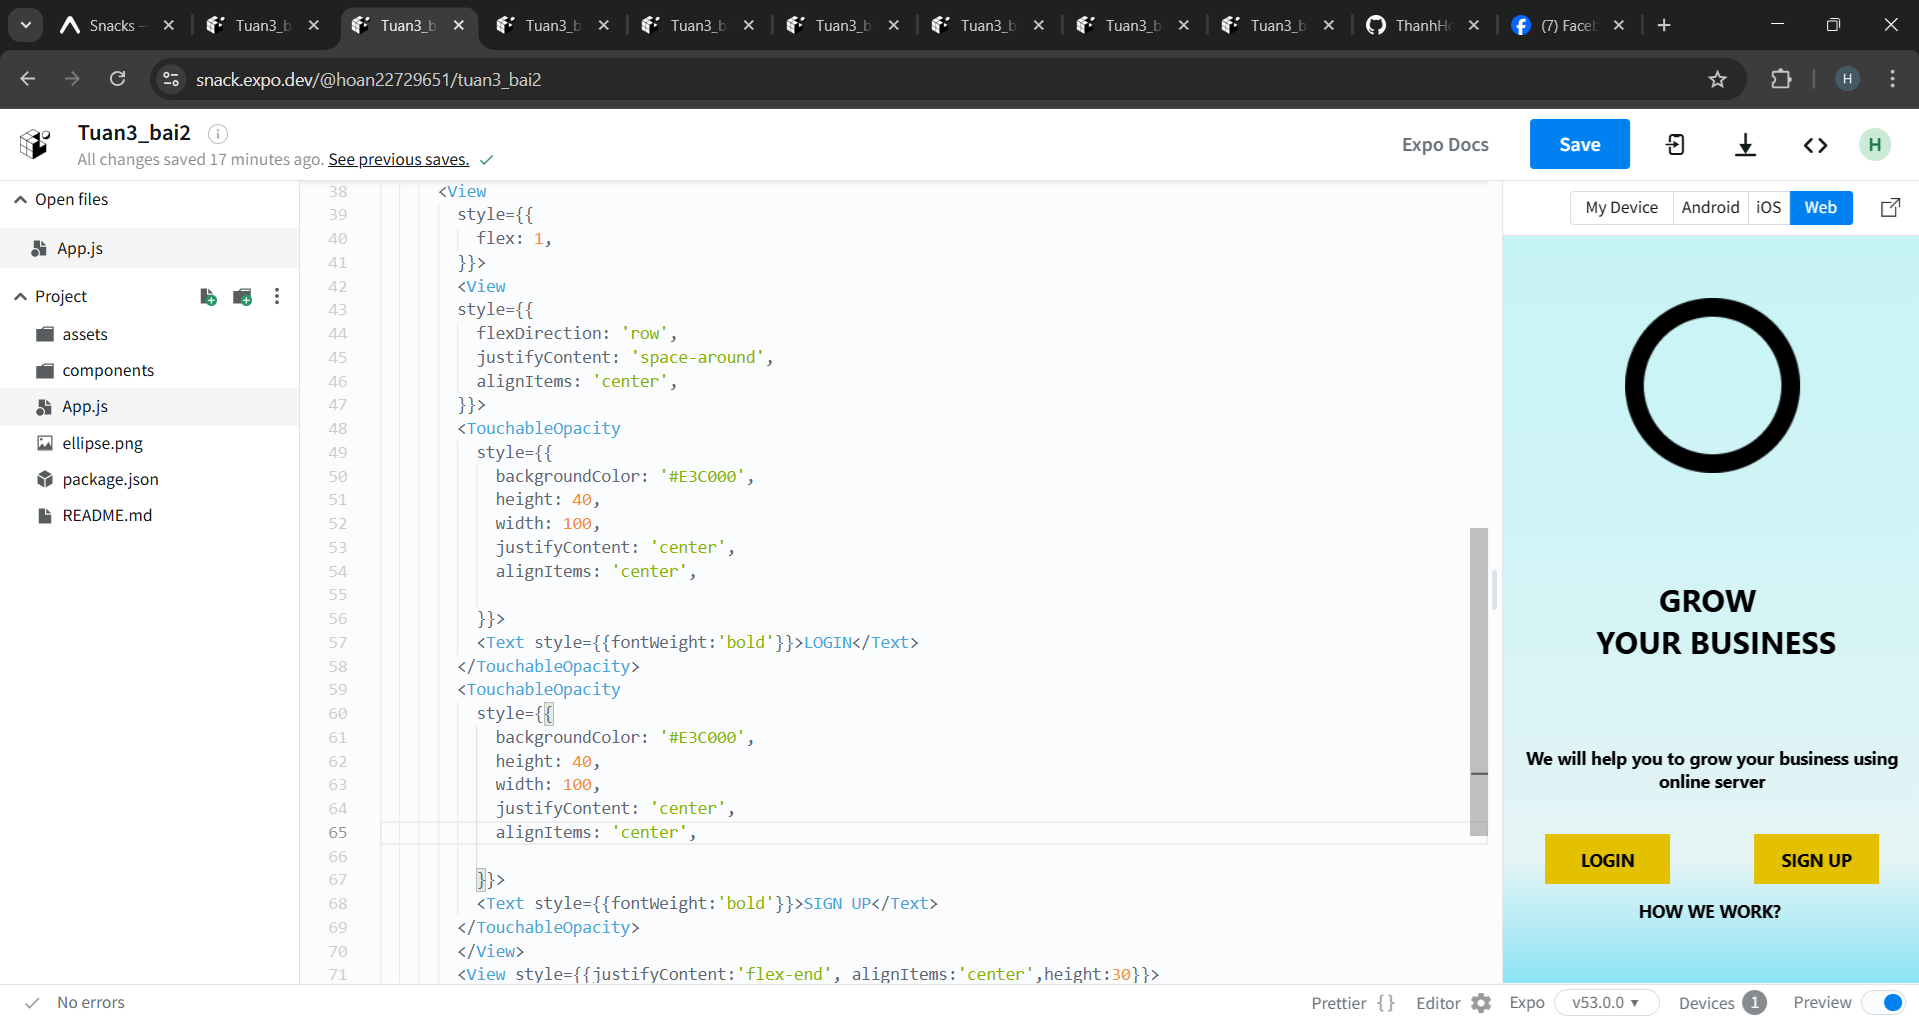 Snacks -
Tuan3_b
Tuan3_b
Tuan3_b
Tuan3_b
Tuan3_b
Tuan3_b
Tuan3_b
Tuan3_b
ThanhHo
(7) Faceb
snack.expo.dev/@hoan22729651/tuan3_bai2
H
Tuan3_bai2
All changes saved 17 minutes ago. See previous saves.
Expo Docs
Save
H
Open files
App.js
Project
assets
components
App.js
ellipse.png
package.json
README.md
38 <View
39 style={{
40 flex: 1,
41 }}>
42 <View
43 style={{
44 flexDirection: 'row',
45 justifyContent: 'space-around',
46 alignItems: 'center',
47 }}>
48 <TouchableOpacity
49 style={{
50 backgroundColor: '#E3C000',
51 height: 40,
52 width: 100,
53 justifyContent: 'center',
54 alignItems: 'center',
55
56 }}>
57 <Text style={{fontWeight:'bold'}}>LOGIN</Text>
58 </TouchableOpacity>
59 <TouchableOpacity
60 style={{
61 backgroundColor: '#E3C000',
62 height: 40,
63 width: 100,
64 justifyContent: 'center',
65 alignItems: 'center',
66
67 }}>
68 <Text style={{fontWeight:'bold'}}>SIGN UP</Text>
69 </TouchableOpacity>
70 </View>
71 <View style={{justifyContent:'flex-end', alignItems:'center',height:30}}>
My Device
Android
iOS
Web
GROW
YOUR BUSINESS
We will help you to grow your business using
online server
LOGIN
SIGN UP
HOW WE WORK?
No errors
Prettier {}
Editor
Expo
v53.0.0
Devices 1
Preview